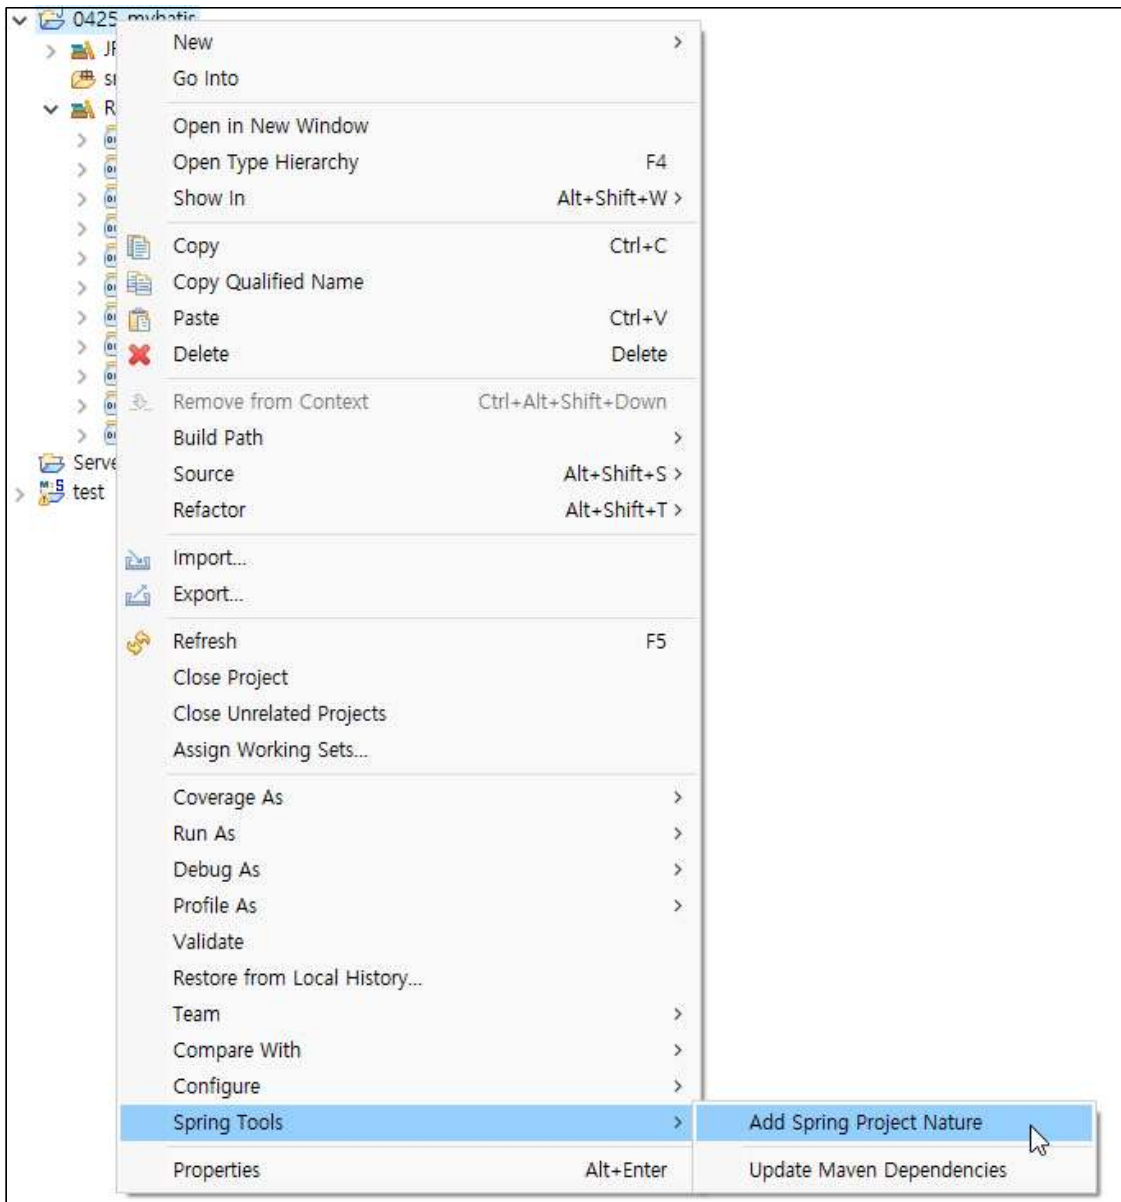 0425_mybatis
New
Go Into
Open in New Window
Open Type Hierarchy F4
Show In Alt+Shift+W >
Copy Ctrl+C
Copy Qualified Name
Paste Ctrl+V
Delete Delete
Remove from Context Ctrl+Alt+Shift+Down
Build Path
Source Alt+Shift+S >
Refactor Alt+Shift+T >
test
Import...
Export...
Refresh F5
Close Project
Close Unrelated Projects
Assign Working Sets...
Coverage As
Run As
Debug As
Profile As
Validate
Restore from Local History...
Team
Compare With
Configure
Spring Tools
Add Spring Project Nature
Properties Alt+Enter
Update Maven Dependencies